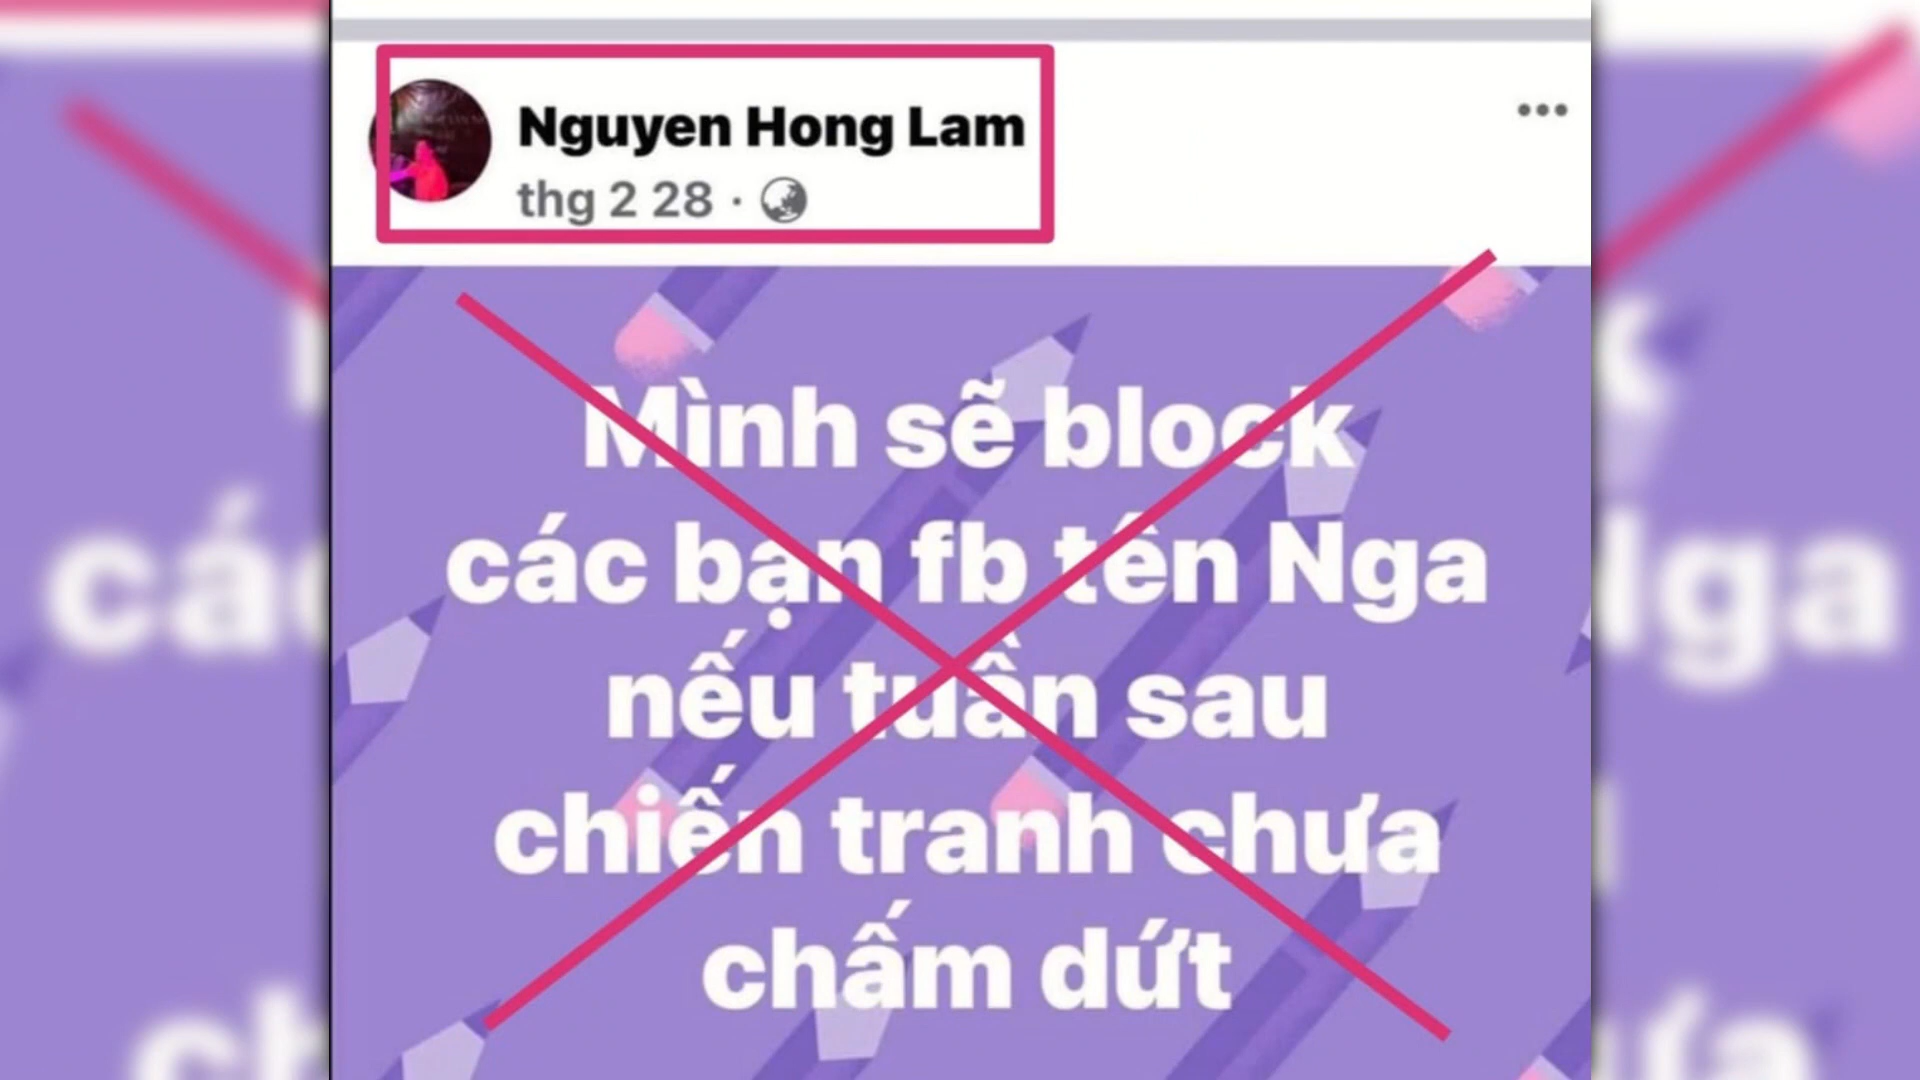 Nguyen Hong Lam
thg 2 28 ·
Mình sẽ block
các bạn fb tên Nga
nếu tuần sau
chiến tranh chưa
chấm dứt